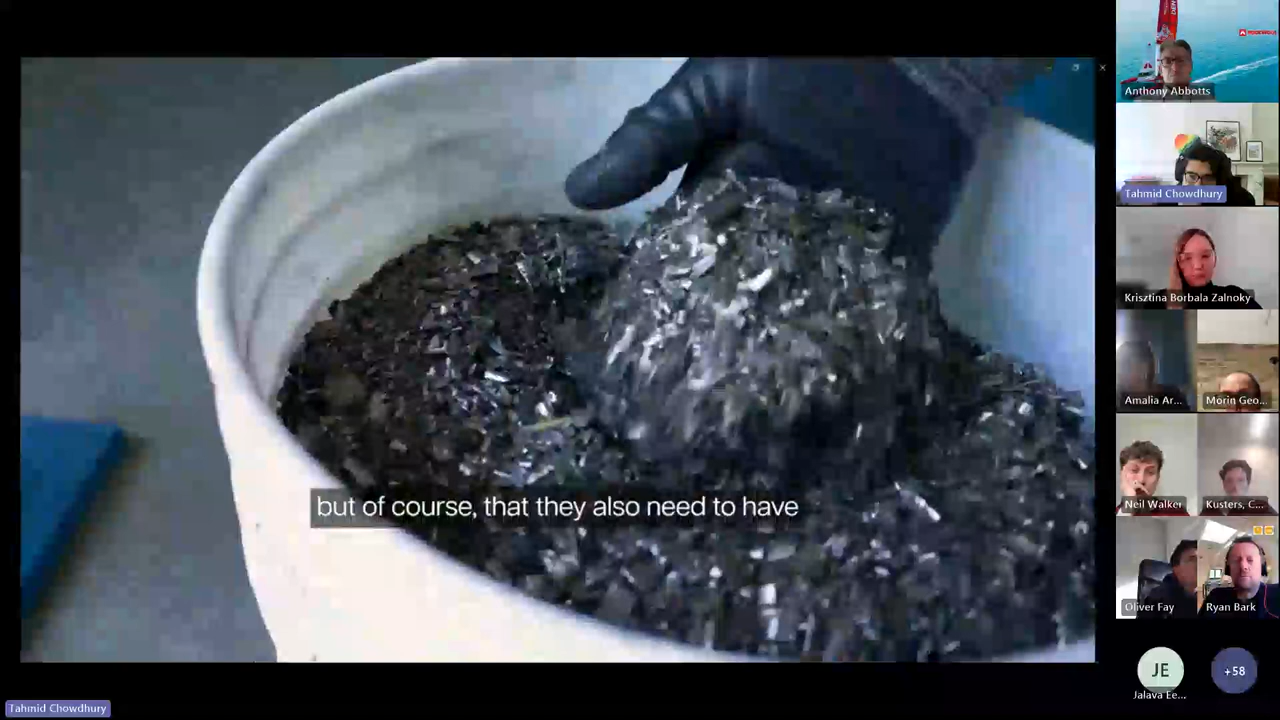 but of course, that they also need to have
Tahmid Chowdhury
Anthony Abbotts
Tahmid Chowdhury
Krisztina Borbala Zalnoky
Amalia Ar...
Morin Geo...
Neil Walker
Kusters, C...
Oliver Fay
Ryan Bark
JE
Jalava Ee...
+58